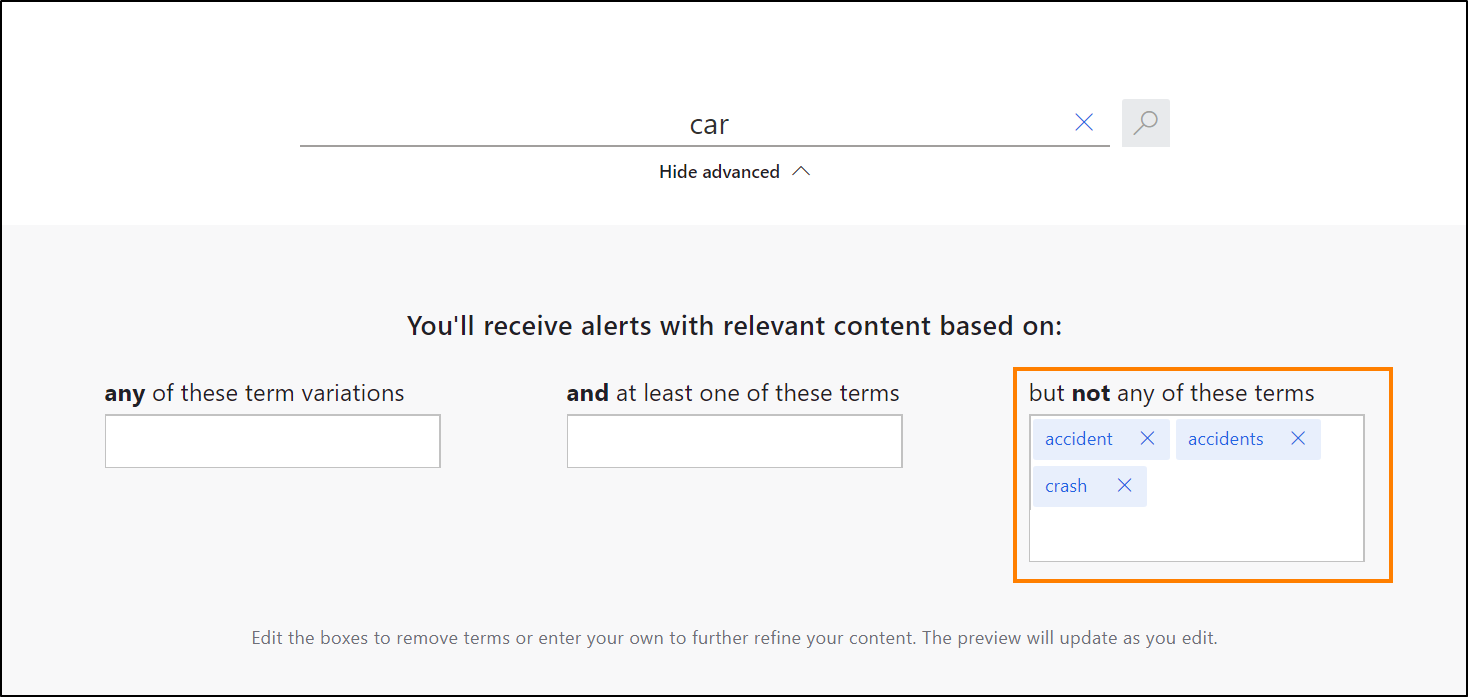 car
Hide advanced
You'll receive alerts with relevant content based on:
any of these term variations
and at least one of these terms
but not any of these terms
accident
accidents
crash
Edit the boxes to remove terms or enter your own to further refine your content. The preview will update as you edit.